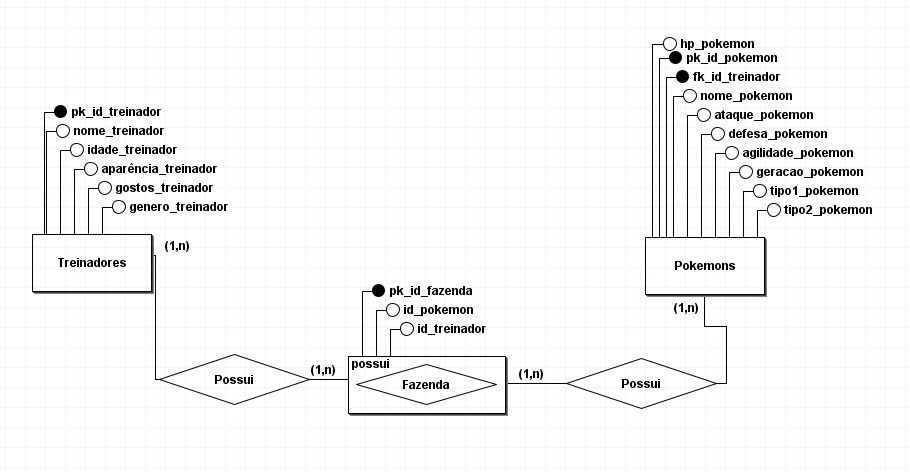 hp_pokemon
pk_id_pokemon
fk_id_treinador
nome_pokemon
ataque_pokemon
defesa_pokemon
agilidade_pokemon
geracao_pokemon
tipo1_pokemon
tipo2_pokemon
pk_id_treinador
nome_treinador
idade_treinador
aparência_treinador
gostos_treinador
genero_treinador
Treinadores
(1,n)
Pokemons
(1,n)
pk_id_fazenda
id_pokemon
id_treinador
possui
Possui
(1,n)
Fazenda
(1,n)
Possui